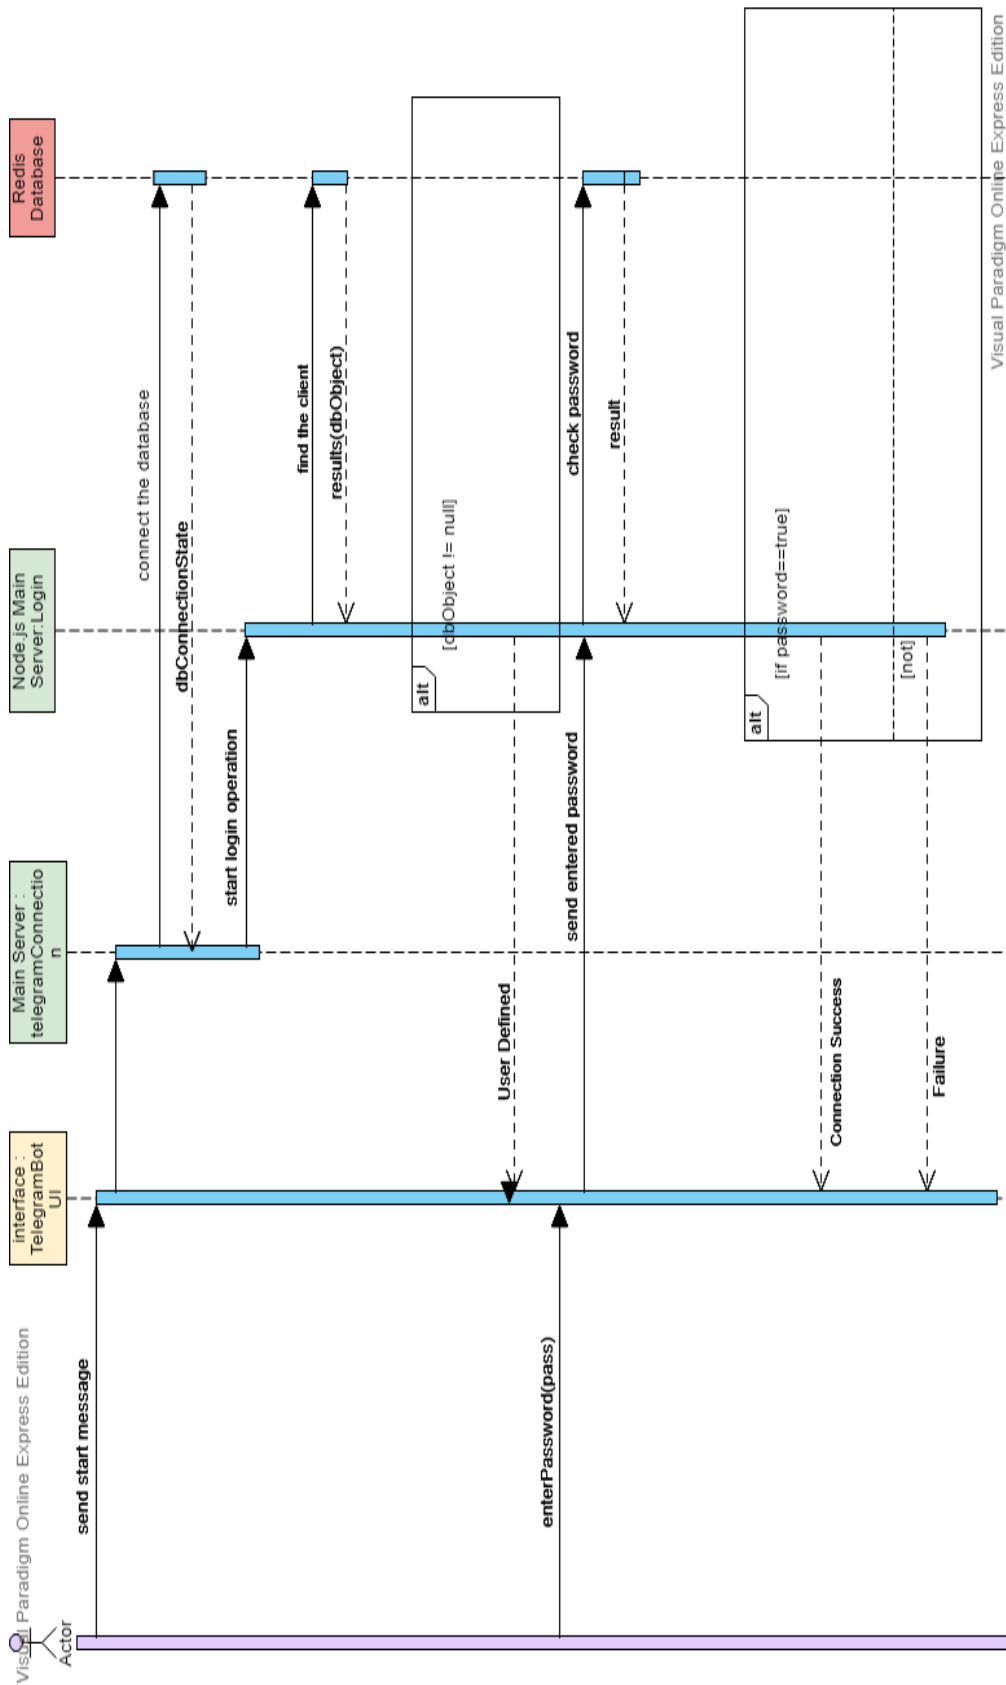 Visual Paradigm Online Express Edition
Actor
interface :
TelegramBot
UI
Main Server :
telegramConnectio
n
Node.js Main
Server:Login
Redis
Database
send start message
connect the database
dbConnectionState
start login operation
find the client
results(dbObject)
alt
[dbObject != null]
User Defined
enterPassword(pass)
send entered password
check password
result
alt
[if password==true]
Connection Success
[not]
Failure
Visual Paradigm Online Express Edition